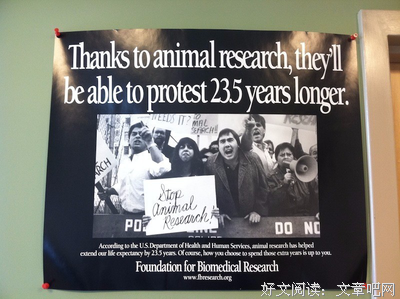 Thanks to animal research, they'll
be able to protest 23.5 years longer.
Stop
Animal
Research!
DO NO
According to the U.S. Department of Health and Human Services, animal research has helped
extend our life expectancy by 23.5 years. Of course, how you choose to spend those extra years is up to you.
Foundation for Biomedical Research
www.fbresearch.org
好文阅读: 文章吧网